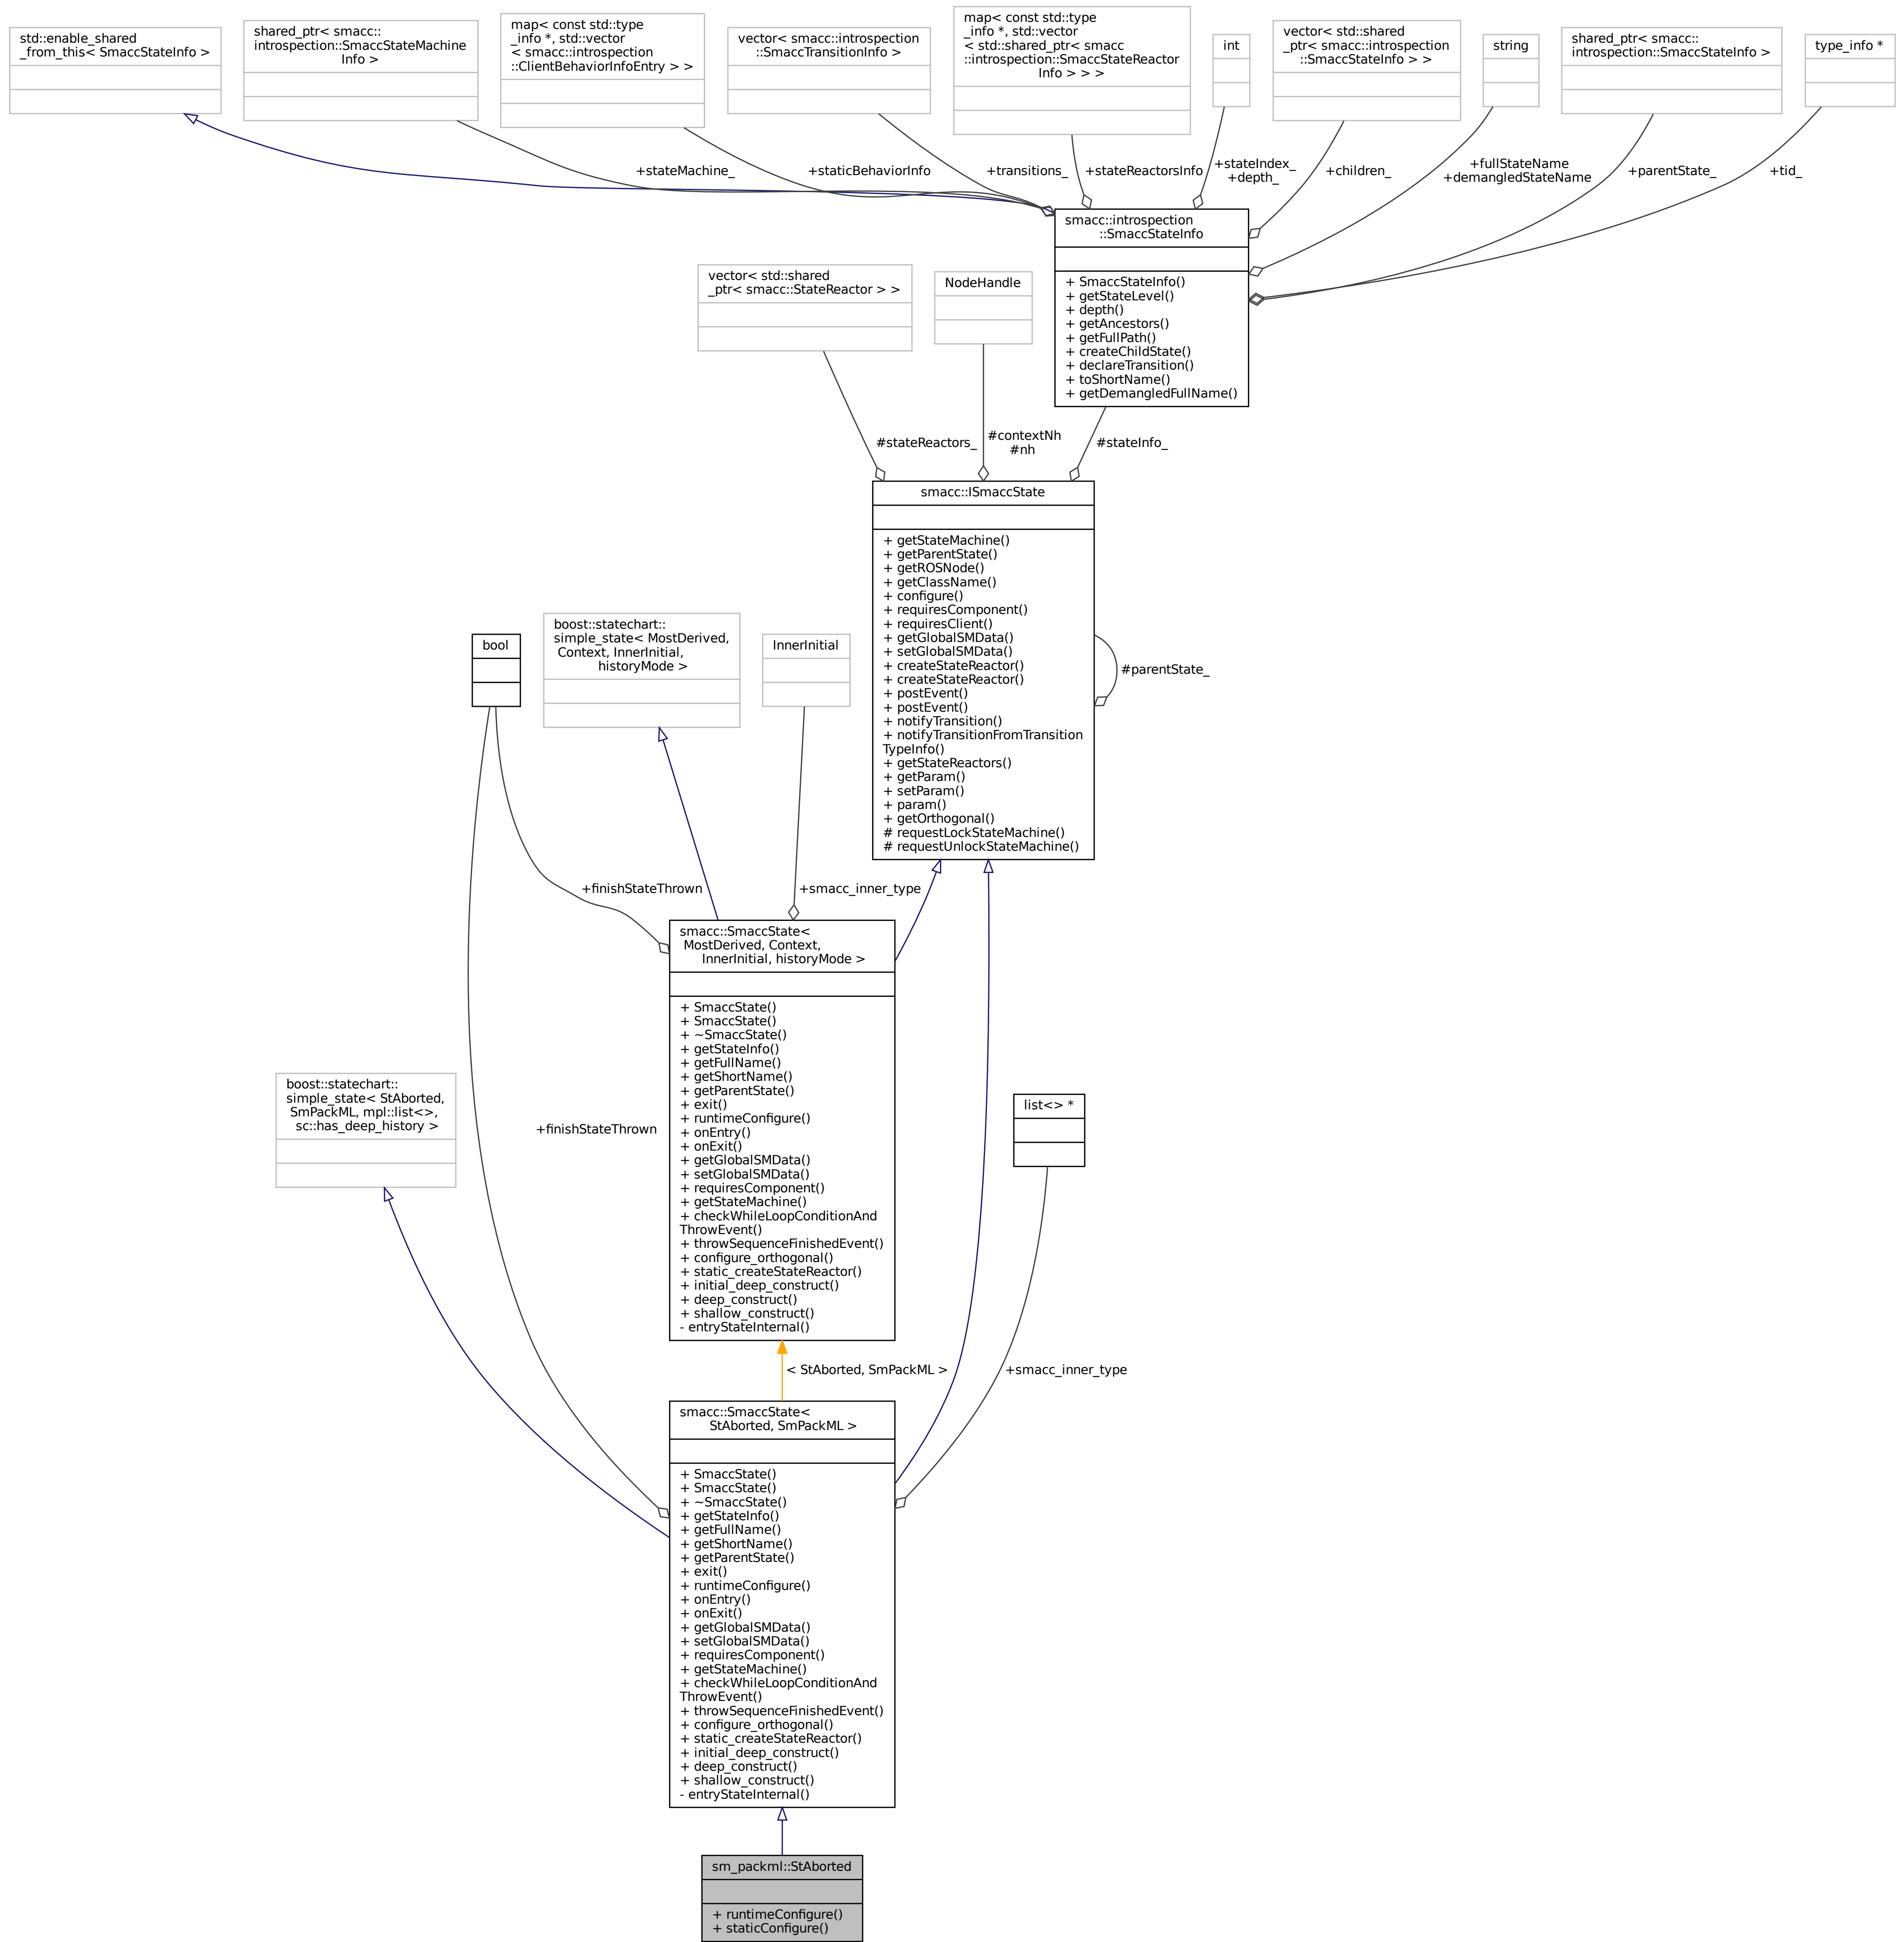 std::enable_shared
_from_this< SmaccStateInfo >
shared_ptr< smacc::
introspection::SmaccStateMachine
Info >
map< const std::type
_info *, std::vector
< smacc::introspection
::ClientBehaviorInfoEntry > >
vector< smacc::introspection
::SmaccTransitionInfo >
map< const std::type
_info *, std::vector
< std::shared_ptr< smacc
::introspection::SmaccStateReactor
Info > > >
int
vector< std::shared
_ptr< smacc::introspection
::SmaccStateInfo > >
string
shared_ptr< smacc::
introspection::SmaccStateInfo >
type_info *
+stateMachine_
+staticBehaviorInfo
+transitions_
+stateReactorsInfo
+stateIndex_
+depth_
+children_
+fullStateName
+demangledStateName
+parentState_
+tid_
smacc::introspection
::SmaccStateInfo
+ SmaccStateInfo()
+ getStateLevel()
+ depth()
+ getAncestors()
+ getFullPath()
+ createChildState()
+ declareTransition()
+ toShortName()
+ getDemangledFullName()
vector< std::shared
_ptr< smacc::StateReactor > >
NodeHandle
#stateReactors_
#contextNh
#nh
#stateInfo_
smacc::ISmaccState
+ getStateMachine()
+ getParentState()
+ getROSNode()
+ getClassName()
+ configure()
+ requiresComponent()
+ requiresClient()
+ getGlobalSMData()
+ setGlobalSMData()
+ createStateReactor()
+ createStateReactor()
+ postEvent()
+ postEvent()
+ notifyTransition()
+ notifyTransitionFromTransition
TypeInfo()
+ getStateReactors()
+ getParam()
+ setParam()
+ param()
+ getOrthogonal()
# requestLockStateMachine()
# requestUnlockStateMachine()
#parentState_
bool
boost::statechart::
simple_state< MostDerived,
Context, InnerInitial,
historyMode >
InnerInitial
+finishStateThrown
+smacc_inner_type
smacc::SmaccState<
MostDerived, Context,
InnerInitial, historyMode >
+ SmaccState()
+ SmaccState()
+ ~SmaccState()
+ getStateInfo()
+ getFullName()
+ getShortName()
+ getParentState()
+ exit()
+ runtimeConfigure()
+ onEntry()
+ onExit()
+ getGlobalSMData()
+ setGlobalSMData()
+ requiresComponent()
+ getStateMachine()
+ checkWhileLoopConditionAnd
ThrowEvent()
+ throwSequenceFinishedEvent()
+ configure_orthogonal()
+ static_createStateReactor()
+ initial_deep_construct()
+ deep_construct()
+ shallow_construct()
- entryStateInternal()
boost::statechart::
simple_state< StAborted,
SmPackML, mpl::list<>,
sc::has_deep_history >
+finishStateThrown
list<> *
< StAborted, SmPackML >
+smacc_inner_type
smacc::SmaccState<
StAborted, SmPackML >
+ SmaccState()
+ SmaccState()
+ ~SmaccState()
+ getStateInfo()
+ getFullName()
+ getShortName()
+ getParentState()
+ exit()
+ runtimeConfigure()
+ onEntry()
+ onExit()
+ getGlobalSMData()
+ setGlobalSMData()
+ requiresComponent()
+ getStateMachine()
+ checkWhileLoopConditionAnd
ThrowEvent()
+ throwSequenceFinishedEvent()
+ configure_orthogonal()
+ static_createStateReactor()
+ initial_deep_construct()
+ deep_construct()
+ shallow_construct()
- entryStateInternal()
sm_packml::StAborted
+ runtimeConfigure()
+ staticConfigure()